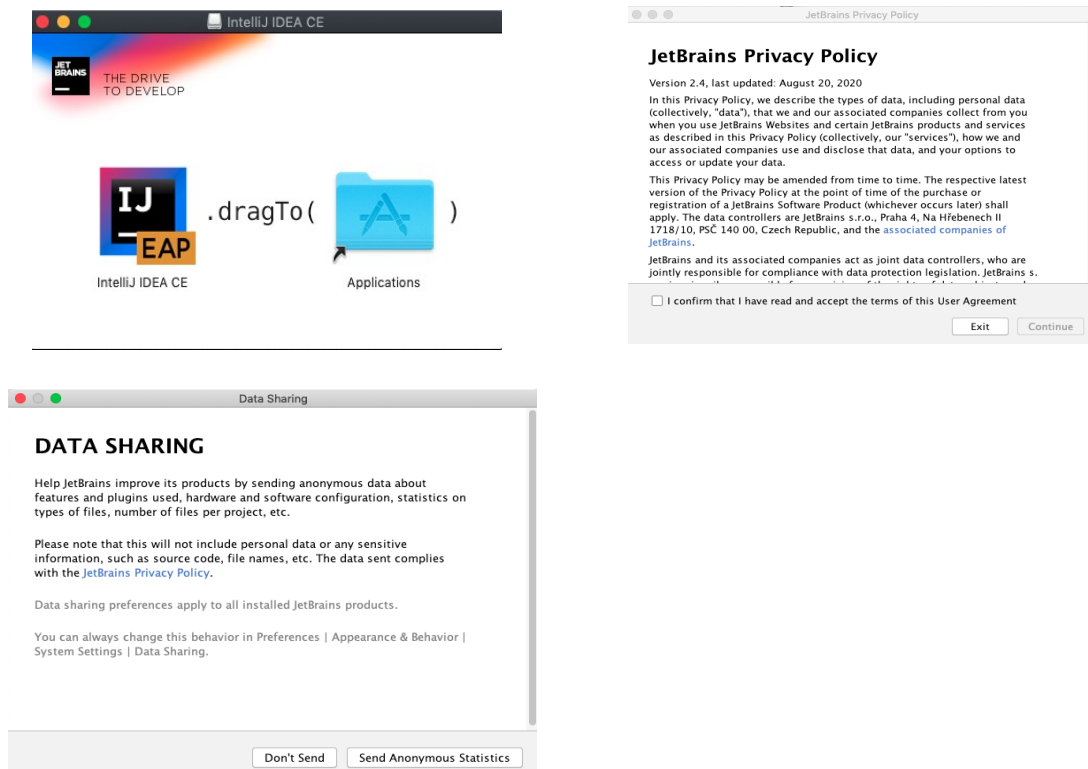 IntelliJ IDEA CE
JET
BRAINS
THE DRIVE
TO DEVELOP
IJ
EAP
.dragTo( )
IntelliJ IDEA CE
Applications
JetBrains Privacy Policy
JetBrains Privacy Policy
Version 2.4, last updated: August 20, 2020
In this Privacy Policy, we describe the types of data, including personal data
(collectively, "data"), that we and our associated companies collect from you
when you use JetBrains Websites and certain JetBrains products and services
as described in this Privacy Policy (collectively, our "services"), how we and
our associated companies use and disclose that data, and your options to
access or update your data.
This Privacy Policy may be amended from time to time. The respective latest
version of the Privacy Policy at the point of time of the purchase or
registration of a JetBrains Software Product (whichever occurs later) shall
apply. The data controllers are JetBrains s.r.o., Praha 4, Na Hřebenech II
1718/10, PSČ 140 00, Czech Republic, and the associated companies of
JetBrains.
JetBrains and its associated companies act as joint data controllers, who are
jointly responsible for compliance with data protection legislation. JetBrains s.
I confirm that I have read and accept the terms of this User Agreement
Exit
Continue
Data Sharing
DATA SHARING
Help JetBrains improve its products by sending anonymous data about
features and plugins used, hardware and software configuration, statistics on
types of files, number of files per project, etc.
Please note that this will not include personal data or any sensitive
information, such as source code, file names, etc. The data sent complies
with the JetBrains Privacy Policy.
Data sharing preferences apply to all installed JetBrains products.
You can always change this behavior in Preferences | Appearance & Behavior |
System Settings | Data Sharing.
Don't Send
Send Anonymous Statistics